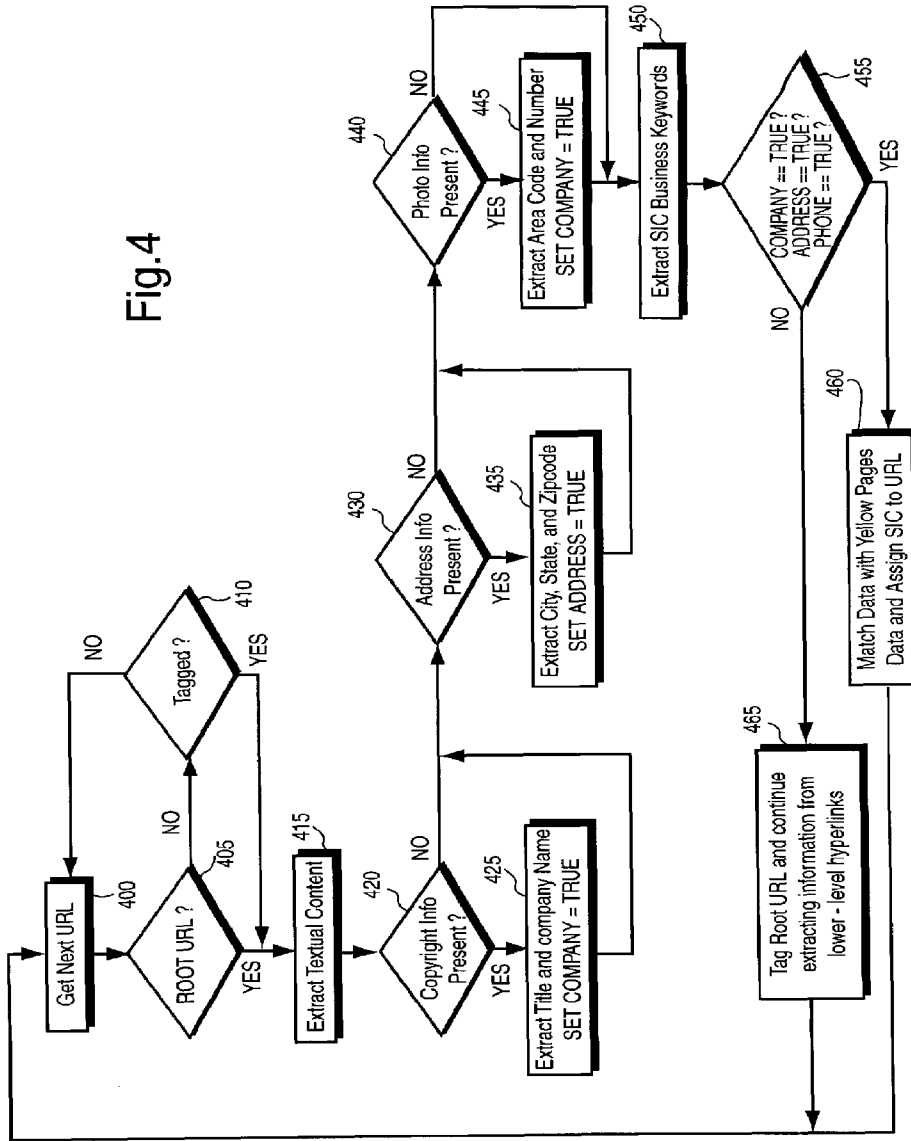 Fig.4
Get Next URL
400
ROOT URL ?
405
NO
YES
Tagged ?
410
NO
YES
Extract Textual Content
415
Copyright Info
Present ?
420
NO
YES
Extract Title and company Name
SET COMPANY = TRUE
425
Address Info
Present ?
430
NO
YES
Extract City, State, and Zipcode
SET ADDRESS = TRUE
435
Photo Info
Present ?
440
NO
YES
Extract Area Code and Number
SET COMPANY = TRUE
445
Extract SIC Business Keywords
450
COMPANY == TRUE ?
ADDRESS == TRUE ?
PHONE == TRUE ?
455
NO
YES
Match Data with Yellow Pages
Data and Assign SIC to URL
460
Tag Root URL and continue
extracting information from
lower - level hyperlinks
465